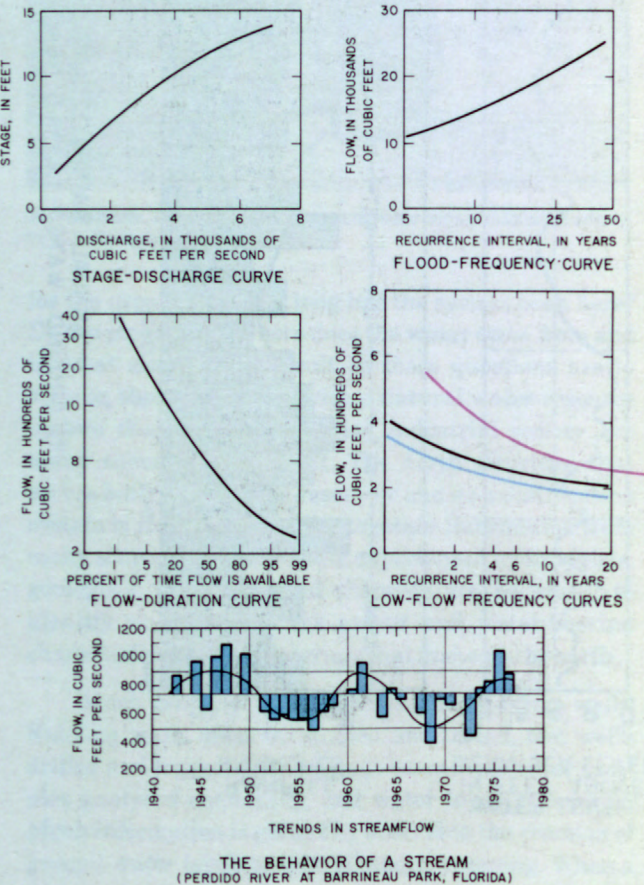 STAGE, IN FEET
15
10
5
0
0 2 4 6 8
DISCHARGE, IN THOUSANDS OF
CUBIC FEET PER SECOND
STAGE-DISCHARGE CURVE
FLOW, IN THOUSANDS
OF CUBIC FEET
30
20
10
0
5 10 25 50
RECURRENCE INTERVAL, IN YEARS
FLOOD-FREQUENCY CURVE
FLOW, IN HUNDREDS OF
CUBIC FEET PER SECOND
40
30
20
10
8
2
0 1 5 20 50 80 95 99
PERCENT OF TIME FLOW IS AVAILABLE
FLOW-DURATION CURVE
FLOW, IN HUNDREDS OF
CUBIC FEET PER SECOND
8
6
4
2
0
1 2 4 6 10 20
RECURRENCE INTERVAL, IN YEARS
LOW-FLOW FREQUENCY CURVES
FLOW, IN CUBIC
FEET PER SECOND
1200
1000
800
600
400
200
1940 1945 1950 1955 1960 1965 1970 1975 1980
TRENDS IN STREAMFLOW
THE BEHAVIOR OF A STREAM
(PERDIDO RIVER AT BARRINEAU PARK, FLORIDA)